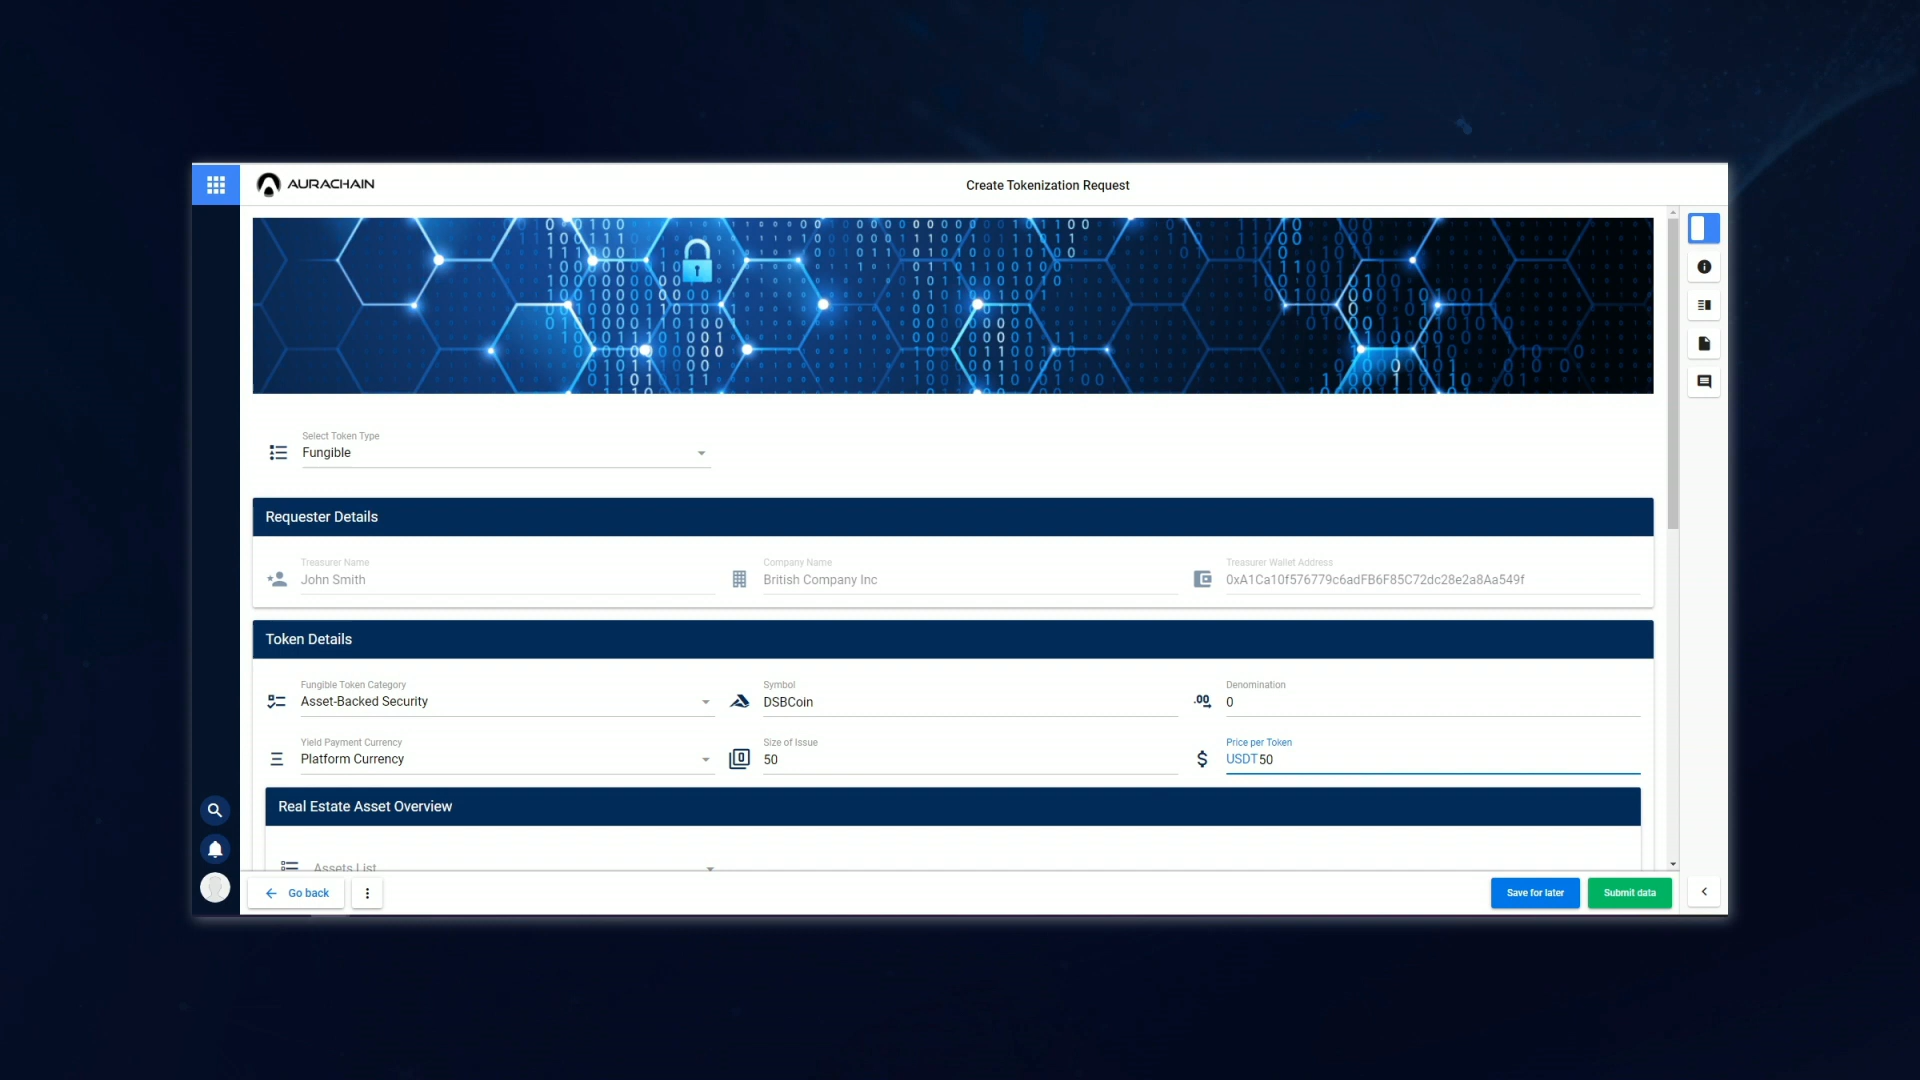 AURACHAIN
Create Tokenization Request
Select Token Type
Fungible
Requester Details
Treasurer Name
John Smith
Company Name
British Company Inc
Treasurer Wallet Address
0xA1Ca10f576779c6adFB6F85C72dc28e2a8Aa549f
Token Details
Fungible Token Category
Asset-Backed Security
Symbol
DSBCoin
Denomination
.00
0
Yield Payment Currency
Platform Currency
Size of Issue
50
Price per Token
USDT 50
Real Estate Asset Overview
Assets List
Go back
Save for later
Submit data